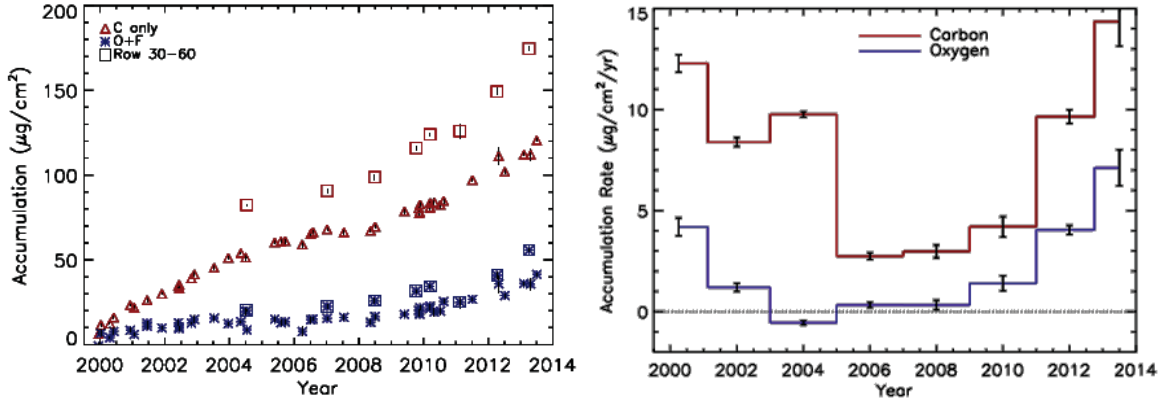 C only
O+F
Row 30-60
200
150
100
50
0
Accumulation (μg/cm²)
2000 2002 2004 2006 2008 2010 2012 2014
Year
Carbon
Oxygen
15
10
5
0
Accumulation Rate (μg/cm²/yr)
2000 2002 2004 2006 2008 2010 2012 2014
Year